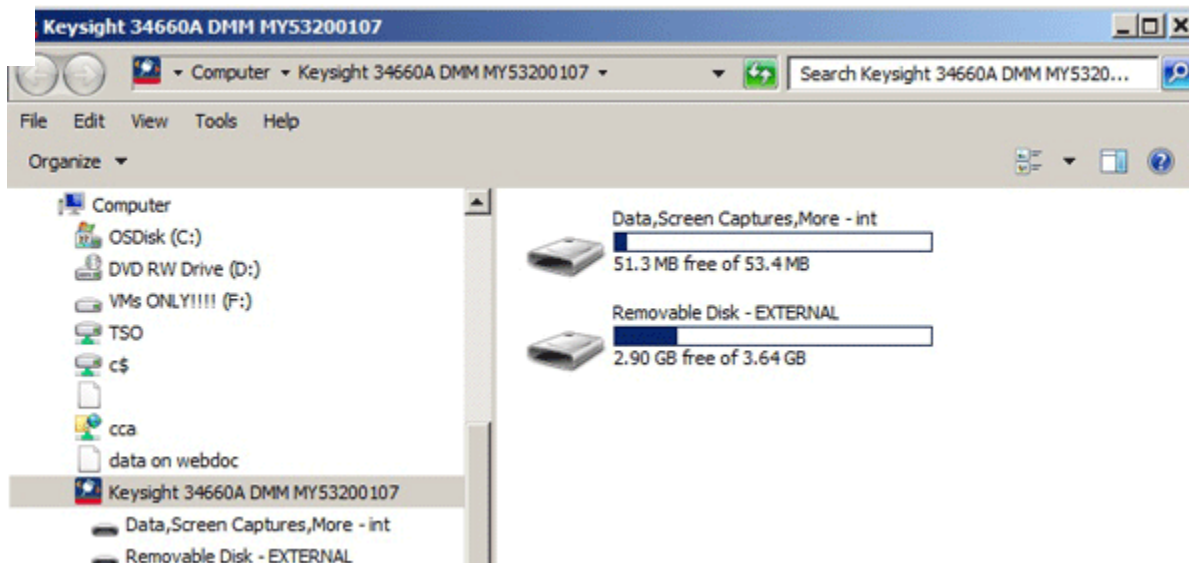 Keysight 34660A DMM MY53200107
Computer Keysight 34660A DMM MY53200107
Search Keysight 34660A DMM MY5320...
File Edit View Tools Help
Organize
Computer
OSDisk (C:)
DVD RW Drive (D:)
VMs ONLY!!!! (F:)
TSO
c$
cca
data on webdoc
Keysight 34660A DMM MY53200107
Data,Screen Captures,More - int
Removable Disk - EXTERNAL
Data,Screen Captures,More - int
51.3 MB free of 53.4 MB
Removable Disk - EXTERNAL
2.90 GB free of 3.64 GB